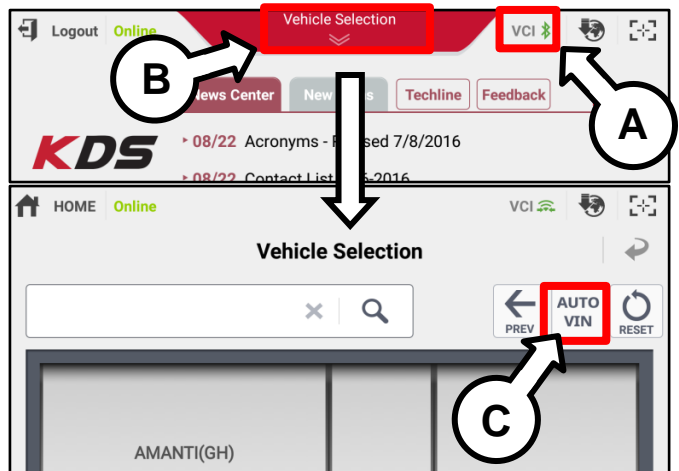 Logout Online Vehicle Selection VCI
B
A
News Center New Techline Feedback
KDS
08/22 Acronyms - sed 7/8/2016
08/22 Contact List -2016
HOME Online VCI
Vehicle Selection
PREV AUTO VIN RESET
C
AMANTI(GH)